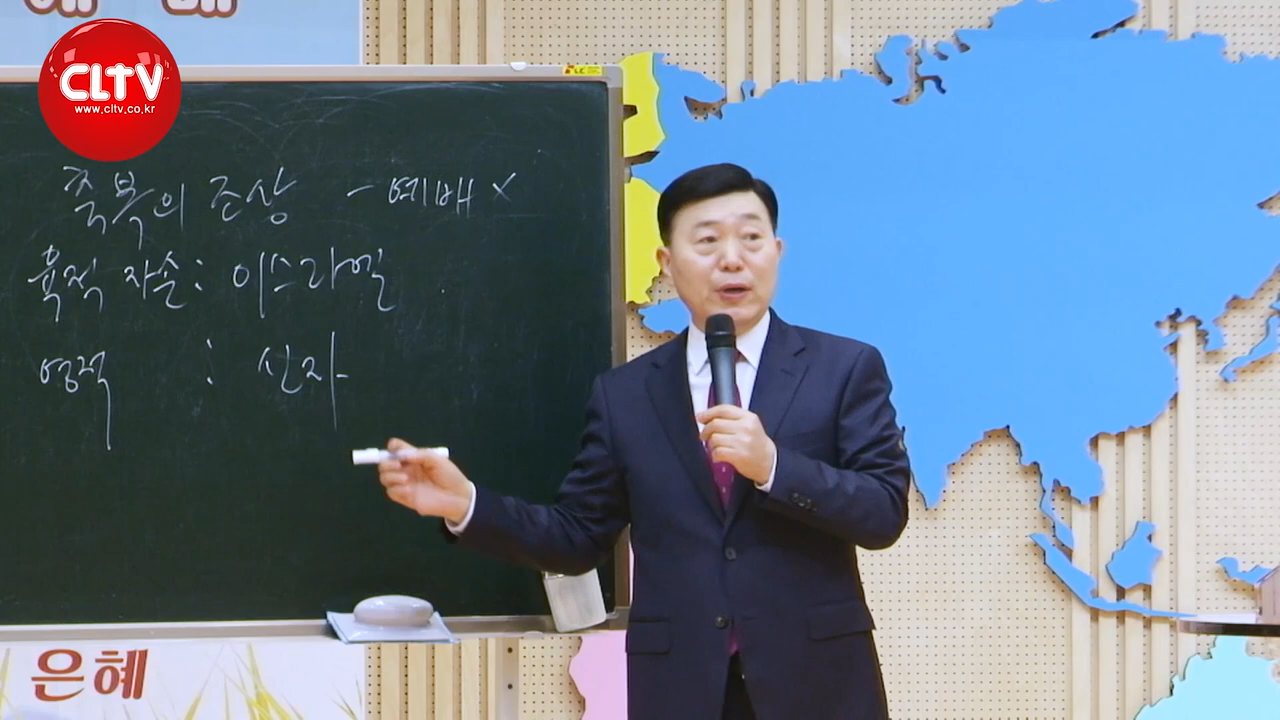 CLTV
www.cltv.co.kr
축복의 조상 - 예배 X
육적 자손 : 이스라엘
영적 : 신자
은혜